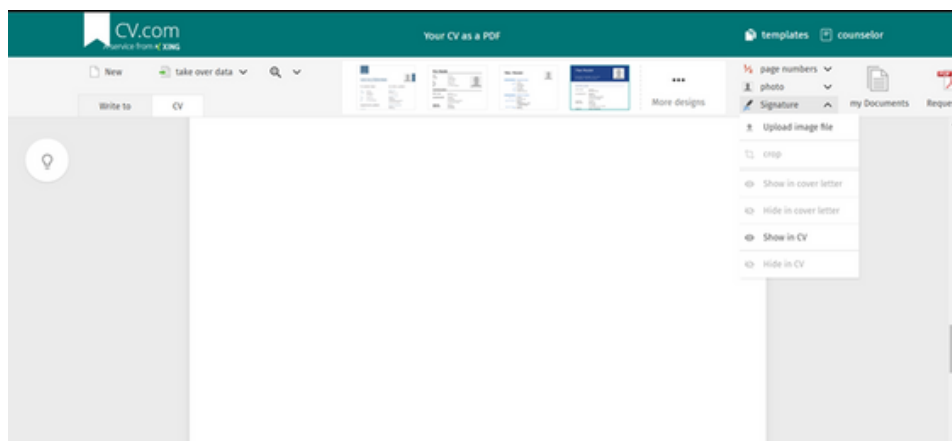 CV.com
A service from XING
Your CV as a PDF
templates
counselor
New
take over data
More designs
page numbers
photo
Signature
my Documents
Reque
Write to
CV
Upload image file
crop
Show in cover letter
Hide in cover letter
Show in CV
Hide in CV